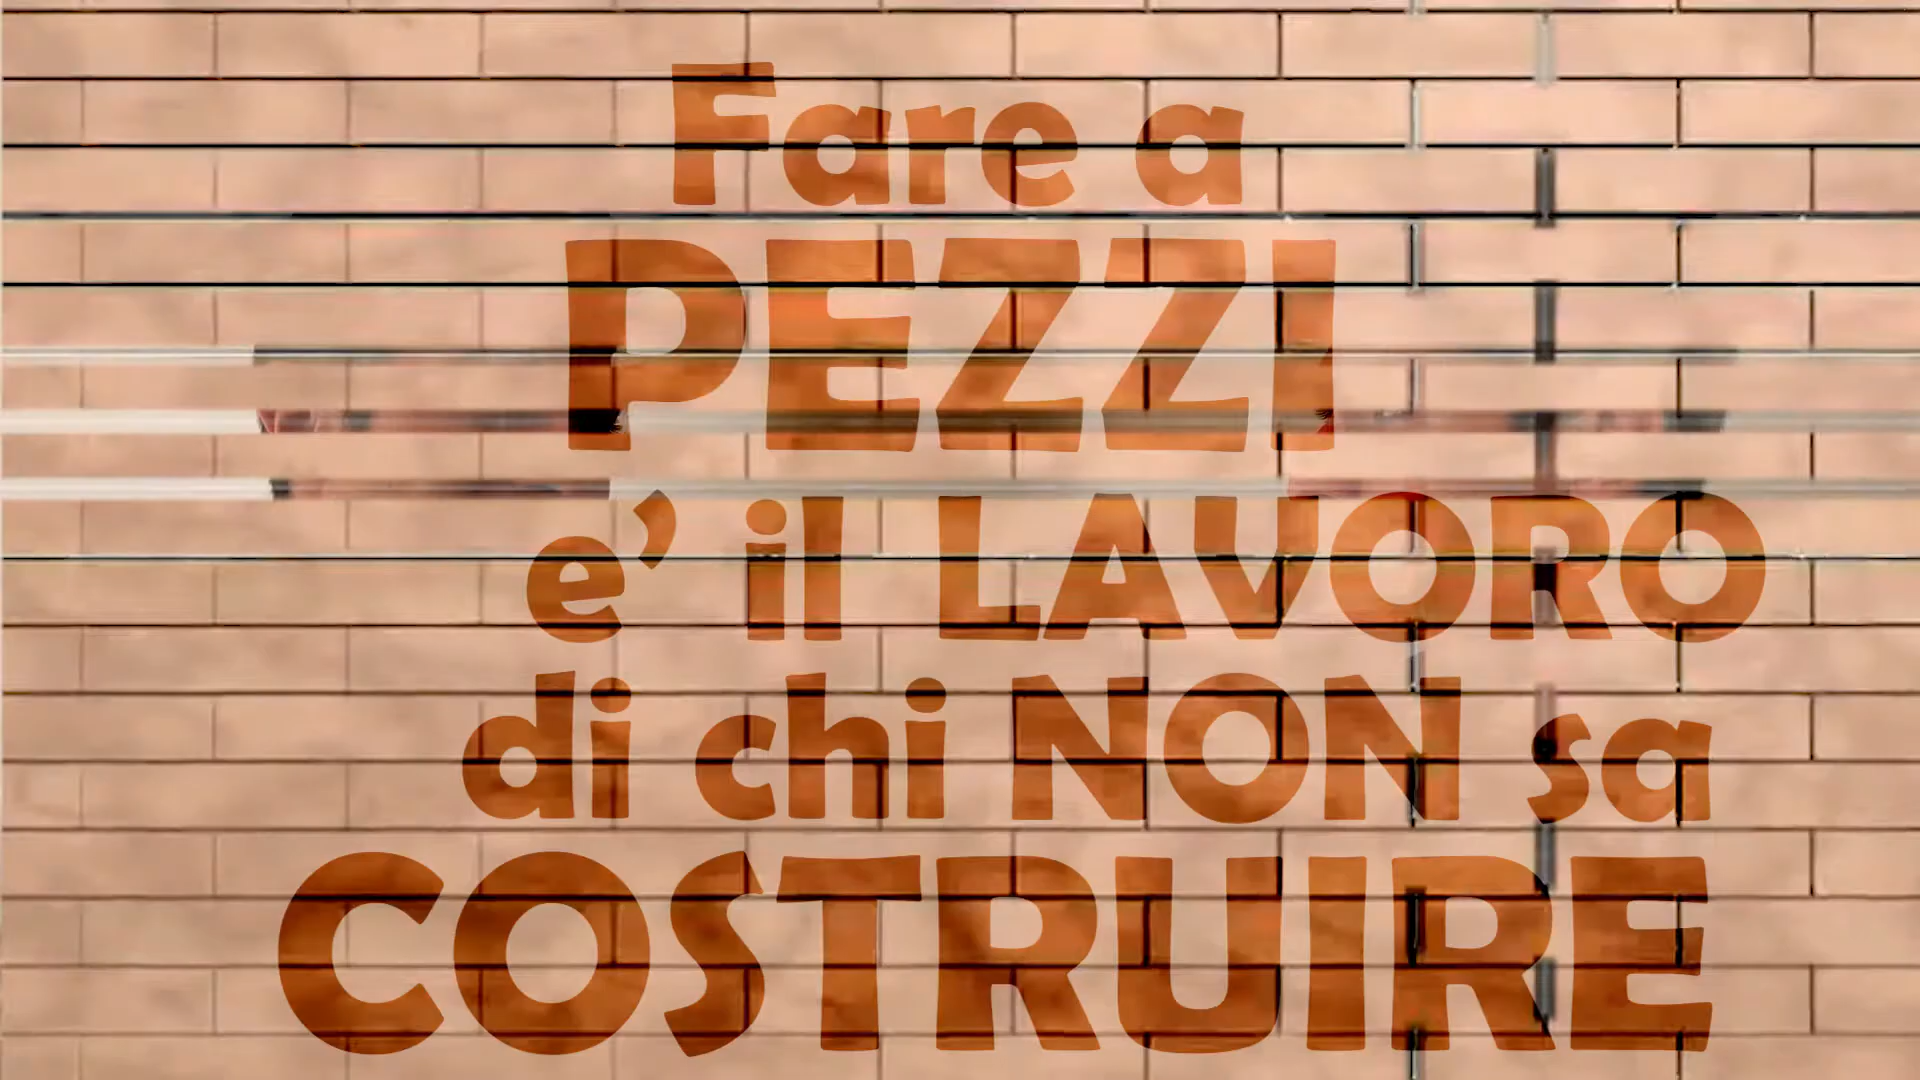 Fare a
PEZZI
e' il LAVORO
di chi NON sa
COSTRUIRE